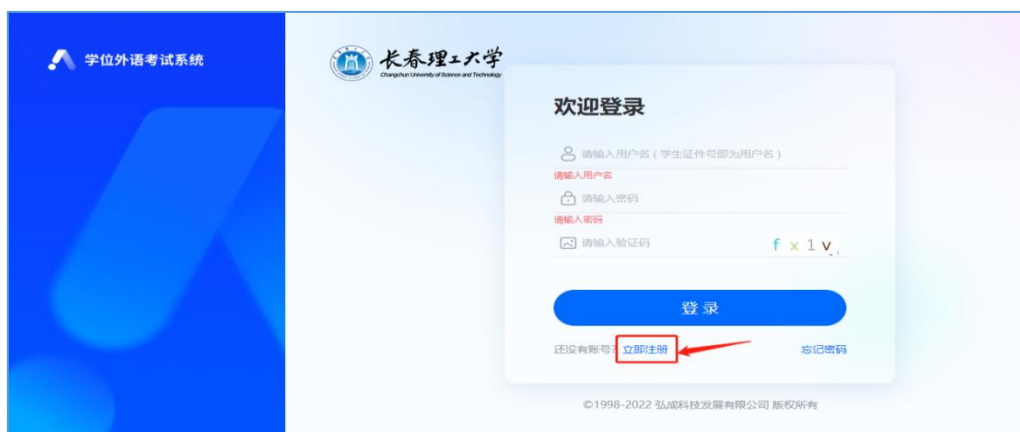 学位外语考试系统
长春理工大学
Changchun University of Science and Technology
欢迎登录
请输入用户名(学生证件号即为用户名)
请输入用户名
请输入密码
请输入密码
请输入验证码 f x 1 v
登录
还没有账号? 立即注册 忘记密码
©1998-2022 弘成科技发展有限公司 版权所有